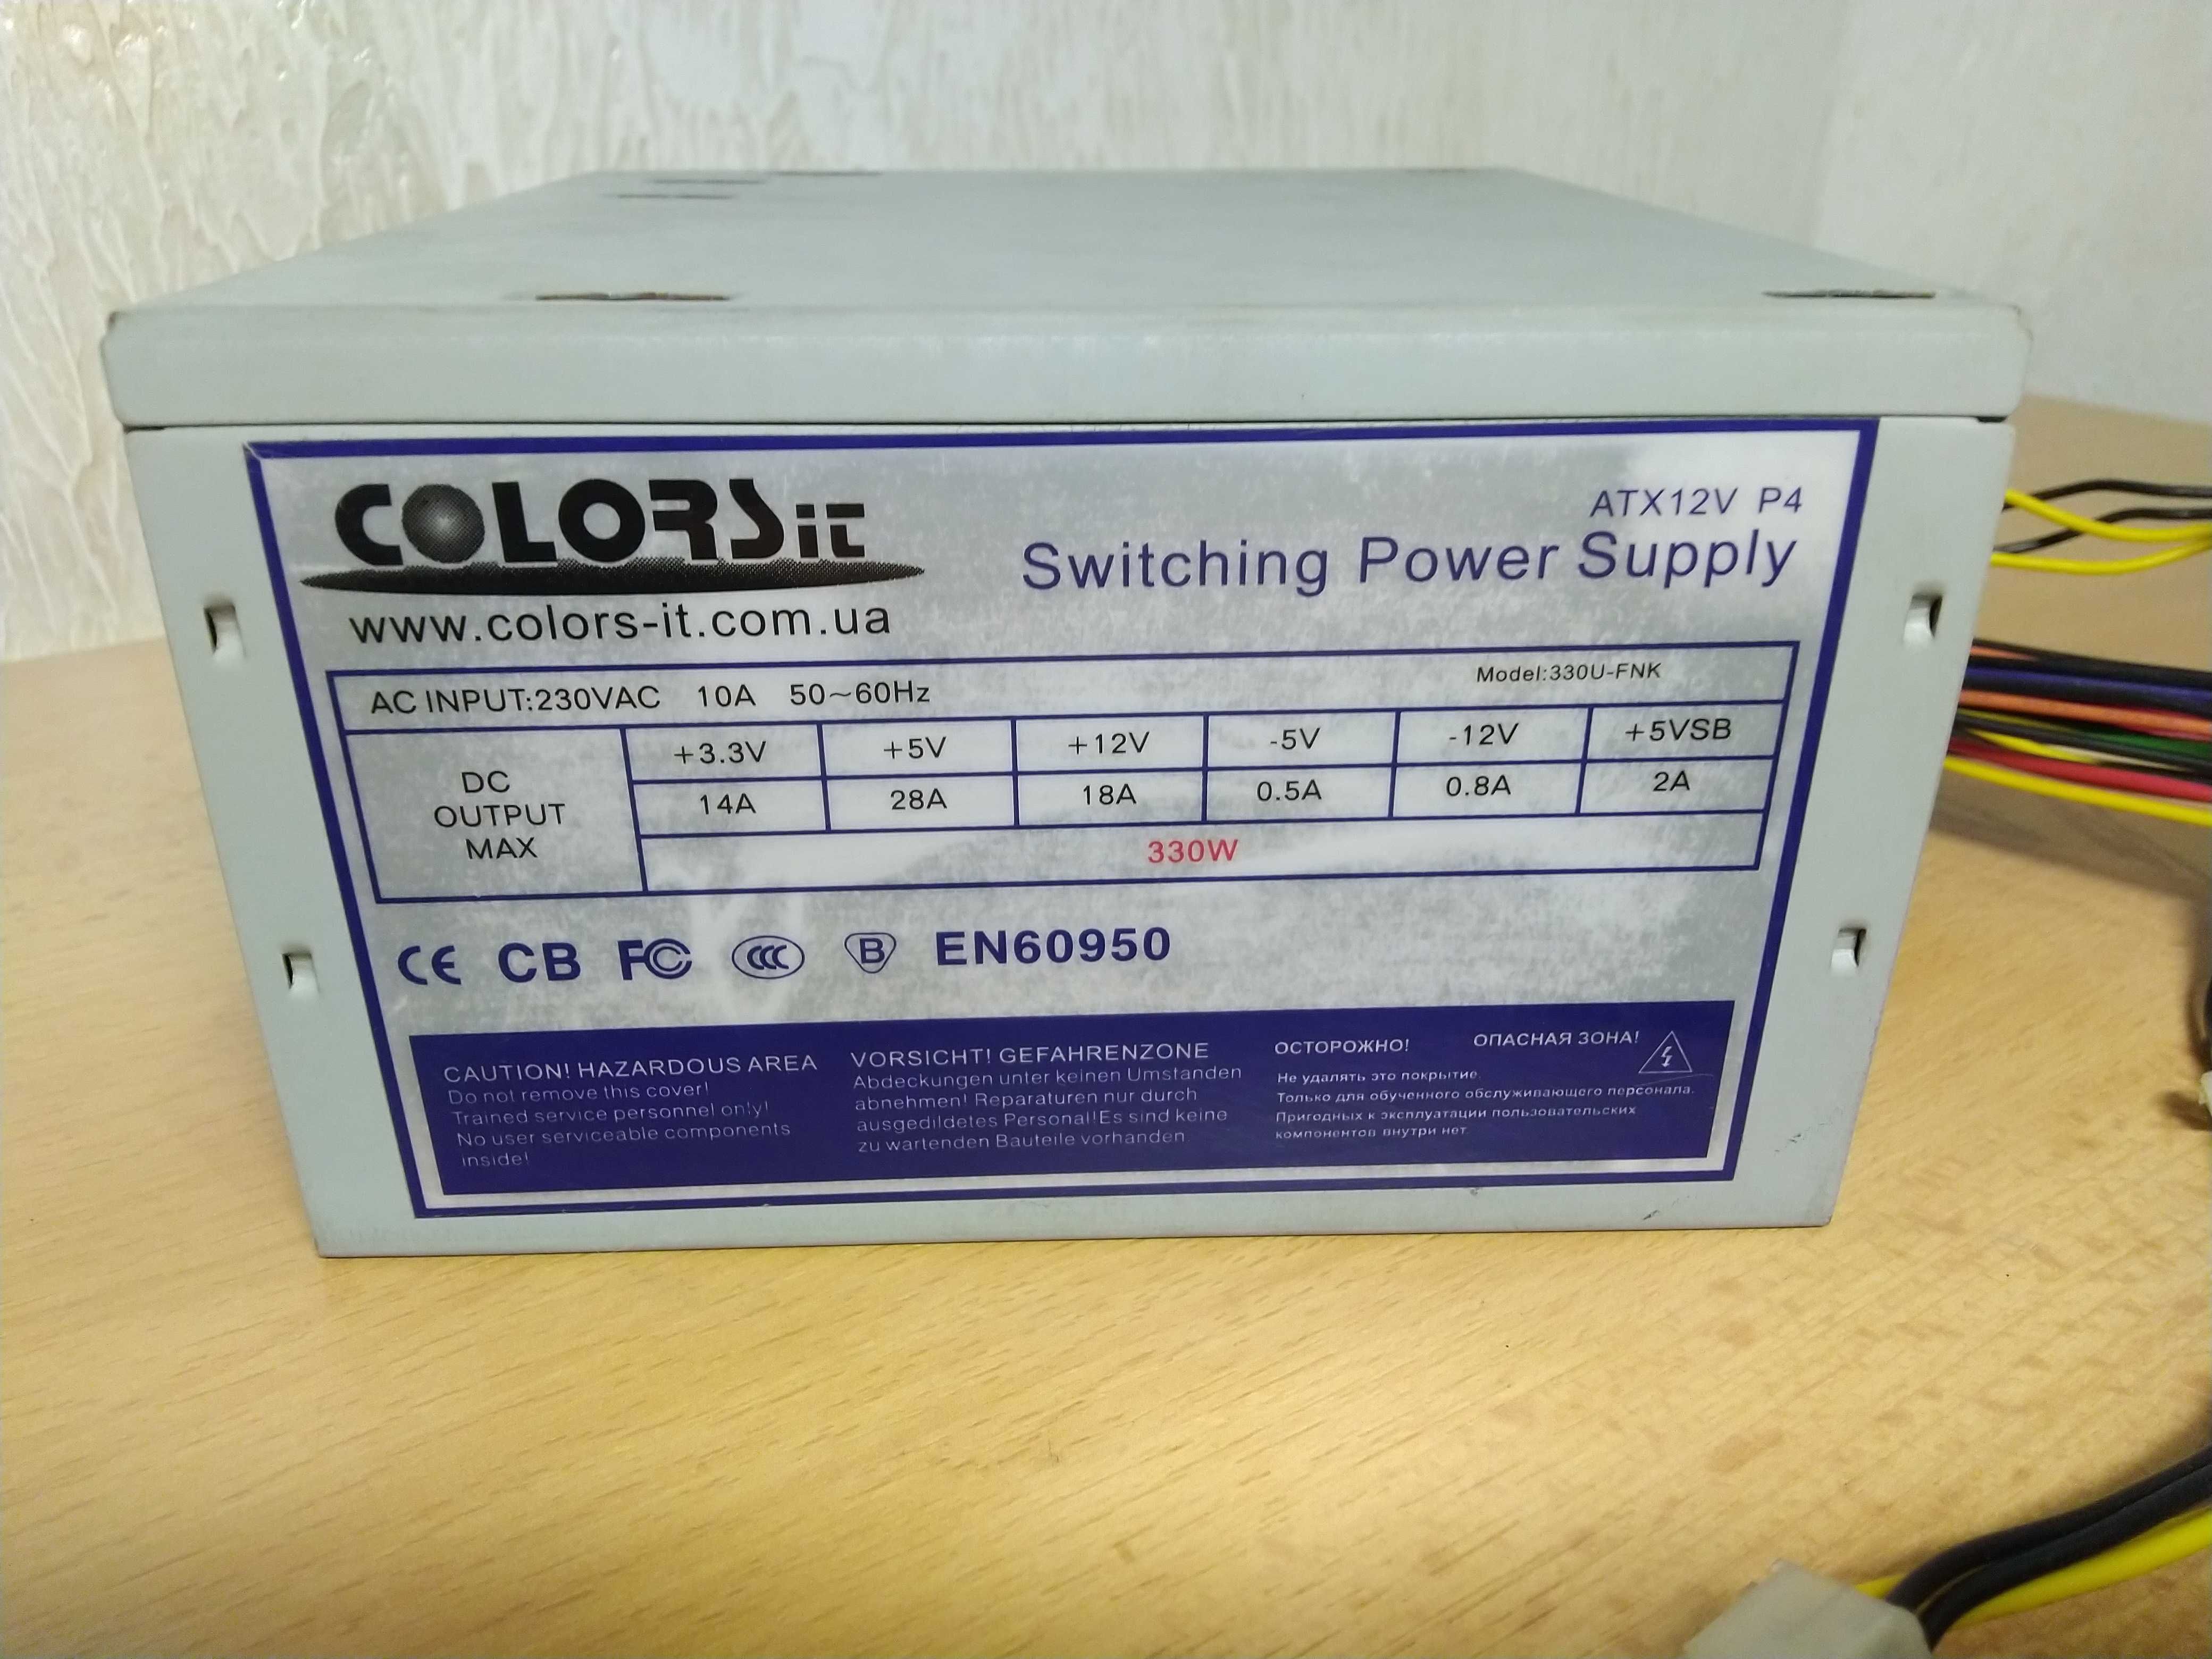 COLORSit
www.colors-it.com.ua
ATX12V P4
Switching Power Supply
AC INPUT:230VAC 10A 50~60Hz
Model:330U-FNK
DC OUTPUT MAX
+3.3V +5V +12V -5V -12V +5VSB
14A 28A 18A 0.5A 0.8A 2A
330W
CE CB FC CCC B EN60950
CAUTION! HAZARDOUS AREA
Do not remove this cover!
Trained service personnel only!
No user serviceable components
inside!
VORSICHT! GEFAHRENZONE
Abdeckungen unter keinen Umstanden
abnehmen! Reparaturen nur durch
ausgedildetes Personal!Es sind keine
zu wartenden Bauteile vorhanden
ОСТОРОЖНО! ОПАСНАЯ ЗОНА!
Не удалять это покрытие.
Только для обученного обслуживающего персонала.
Пригодных к эксплуатации пользовательских
компонентов внутри нет.